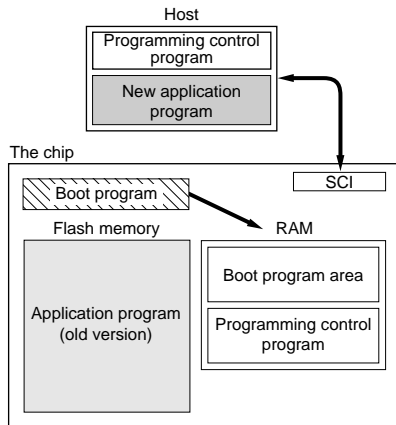 Host
Programming control
program
New application
program
The chip
SCI
Boot program
Flash memory
RAM
Boot program area
Application program
(old version)
Programming control
program